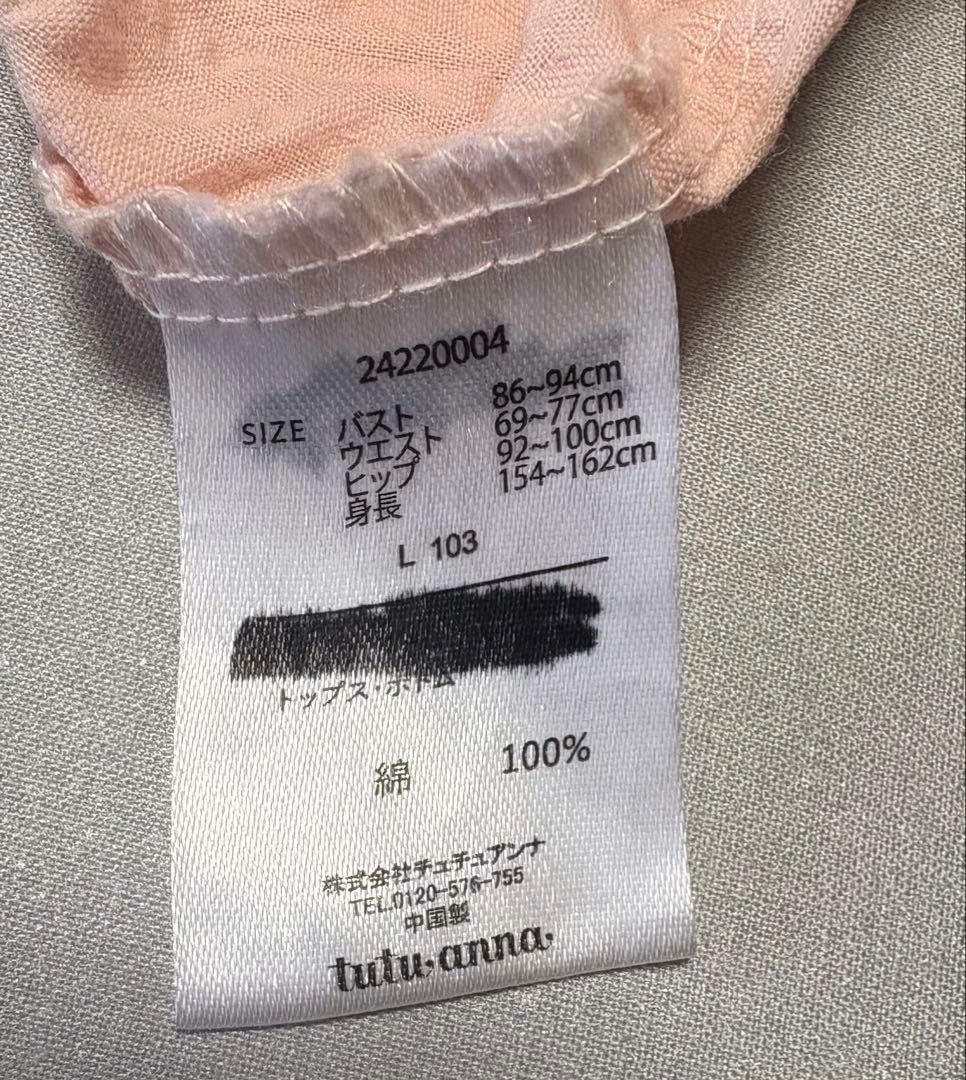 24220004
SIZE バスト 86~94cm
ウエスト 69~77cm
ヒップ 92~100cm
身長 154~162cm
L 103
トップス・ボトム
綿 100%
株式会社チュチュアンナ
TEL.0120-576-755
中国製
tutu·anna·